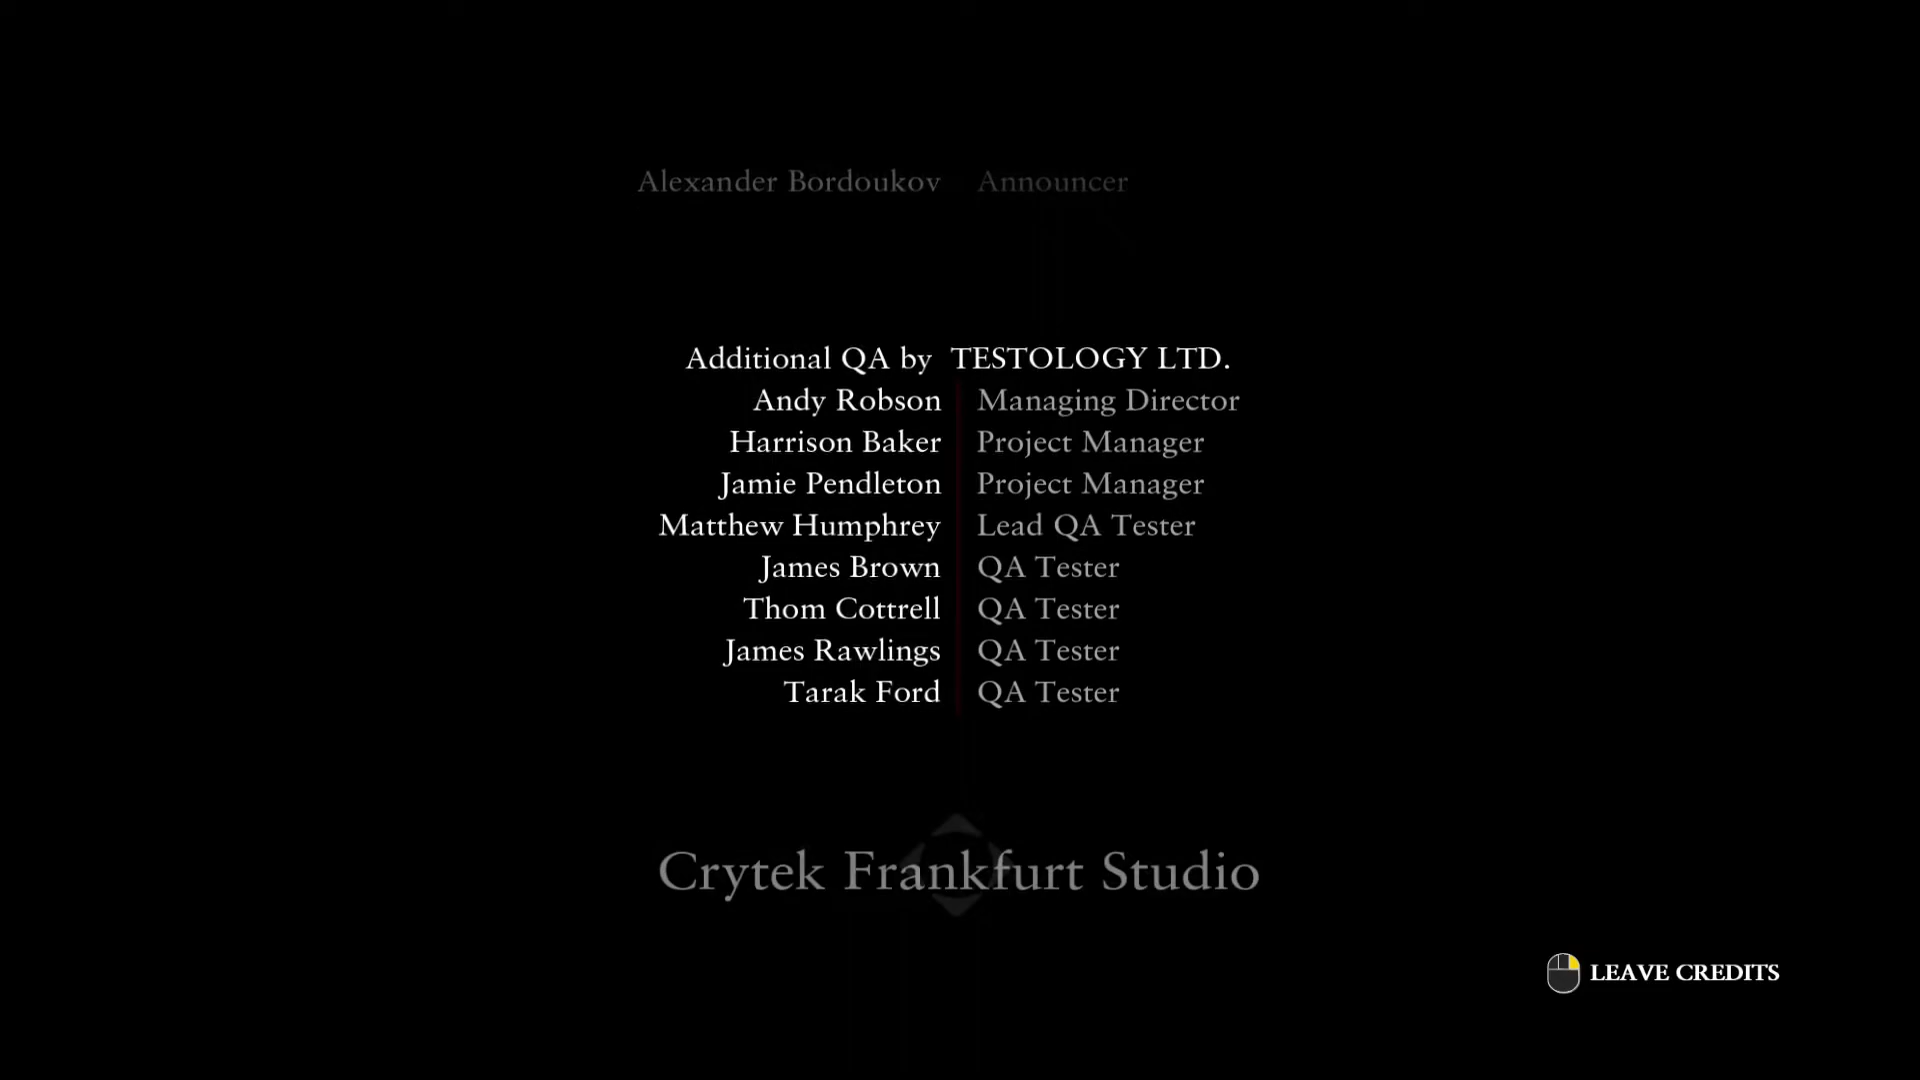 Alexander Bordoukov Announcer
Additional QA by TESTOLOGY LTD.
Andy Robson Managing Director
Harrison Baker Project Manager
Jamie Pendleton Project Manager
Matthew Humphrey Lead QA Tester
James Brown QA Tester
Thom Cottrell QA Tester
James Rawlings QA Tester
Tarak Ford QA Tester
Crytek Frankfurt Studio
LEAVE CREDITS